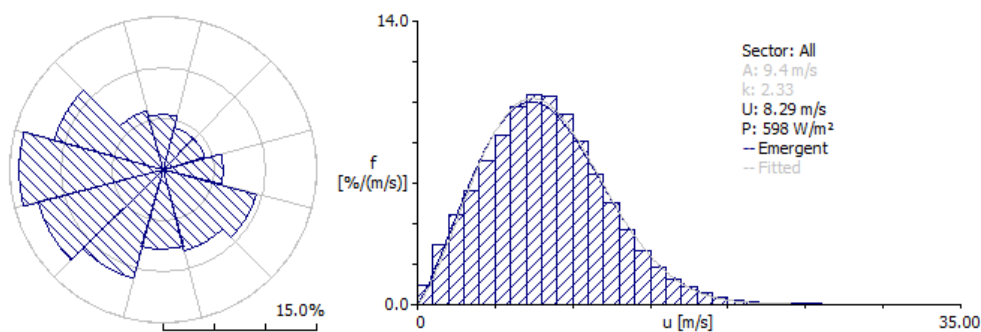 15.0%
14.0
f
[%/(m/s)]
0.0
0
u [m/s]
35.00
Sector: All
A: 9.4 m/s
k: 2.33
U: 8.29 m/s
P: 598 W/m²
-- Emergent
-- Fitted